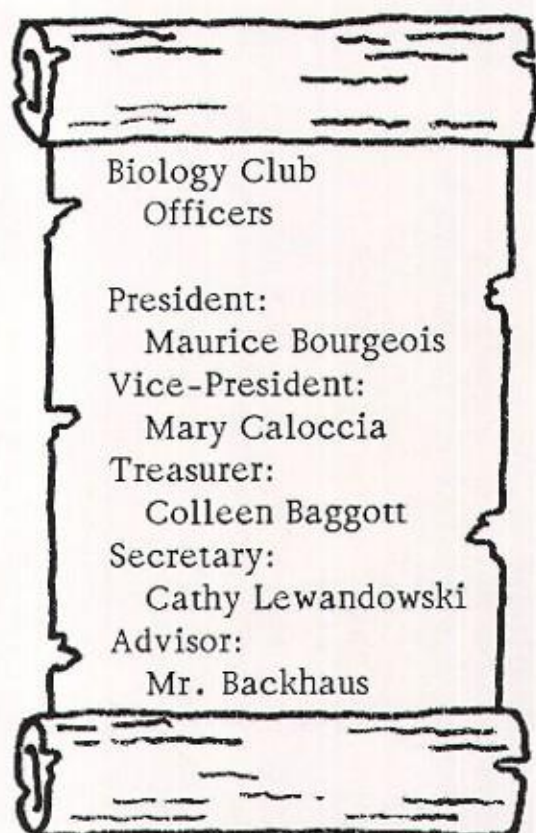 Biology Club
Officers
President:
Maurice Bourgeois
Vice-President:
Mary Caloccia
Treasurer:
Colleen Baggott
Secretary:
Cathy Lewandowski
Advisor:
Mr. Backhaus